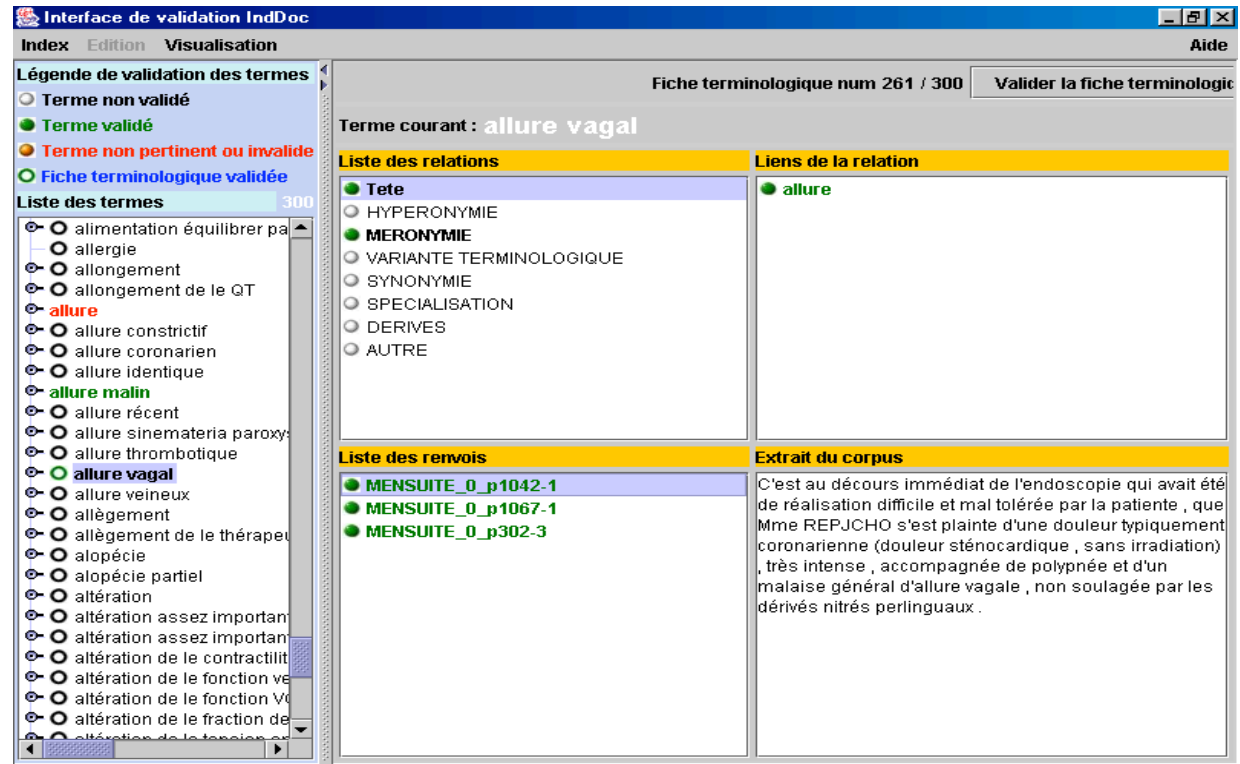 Interface de validation IndDoc
Index Edition Visualisation Aide
Légende de validation des termes
Terme non validé
Terme validé
Terme non pertinent ou invalide
Fiche terminologique validée
Liste des termes 300
alimentation équilibrer pa
allergie
allongement
allongement de le QT
allure
allure constrictif
allure coronarien
allure identique
allure malin
allure récent
allure sinemateria paroxy
allure thrombotique
allure vagal
allure veineux
allègement
allègement de le thérapeu
alopécie
alopécie partiel
altération
altération assez importan
altération assez importan
altération de le contractilit
altération de le fonction ve
altération de le fonction V
altération de le fraction de
Fiche terminologique num 261 / 300 Valider la fiche terminologic
Terme courant : allure vagal
Liste des relations
Tete
HYPERONYMIE
MERONYMIE
VARIANTE TERMINOLOGIQUE
SYNONYMIE
SPECIALISATION
DERIVES
AUTRE
Liens de la relation
allure
Liste des renvois
MENSUITE_0_p1042-1
MENSUITE_0_p1067-1
MENSUITE_0_p302-3
Extrait du corpus
C'est au décours immédiat de l'endoscopie qui avait été
de réalisation difficile et mal tolérée par la patiente , que
Mme REPJCHO s'est plainte d'une douleur typiquement
coronarienne (douleur sténocardique , sans irradiation)
, très intense , accompagnée de polypnée et d'un
malaise général d'allure vagale , non soulagée par les
dérivés nitrés perlinguaux .